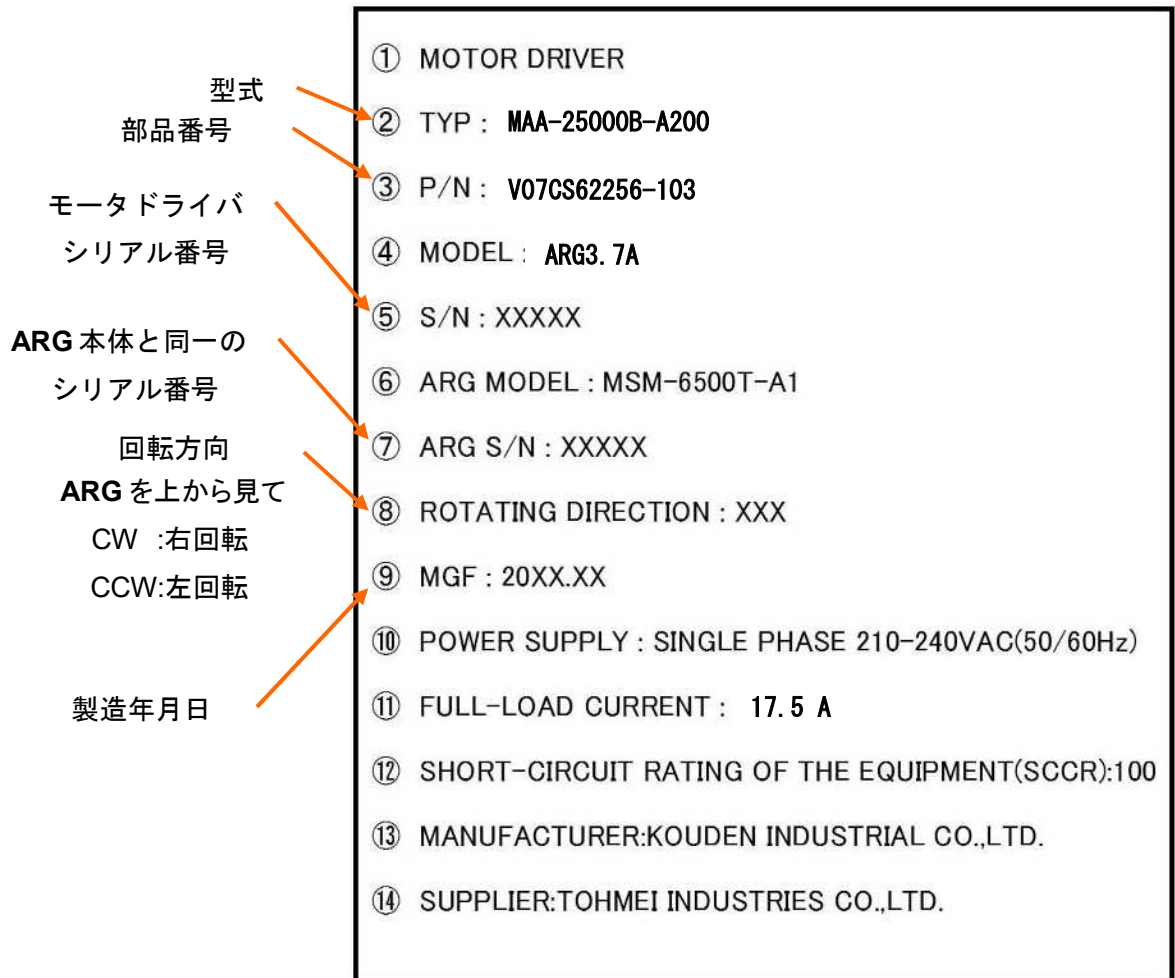 型式
部品番号
モータドライバ
シリアル番号
ARG 本体と同一の
シリアル番号
回転方向
ARG を上から見て
CW :右回転
CCW:左回転
製造年月日
① MOTOR DRIVER
② TYP : MAA-25000B-A200
③ P/N : V07CS62256-103
④ MODEL : ARG3.7A
⑤ S/N : XXXXX
⑥ ARG MODEL : MSM-6500T-A1
⑦ ARG S/N : XXXXX
⑧ ROTATING DIRECTION : XXX
⑨ MGF : 20XX.XX
⑩ POWER SUPPLY : SINGLE PHASE 210-240VAC(50/60Hz)
⑪ FULL-LOAD CURRENT : 17.5 A
⑫ SHORT-CIRCUIT RATING OF THE EQUIPMENT(SCCR):100
⑬ MANUFACTURER:KOUDEN INDUSTRIAL CO.,LTD.
⑭ SUPPLIER:TOHMEI INDUSTRIES CO.,LTD.